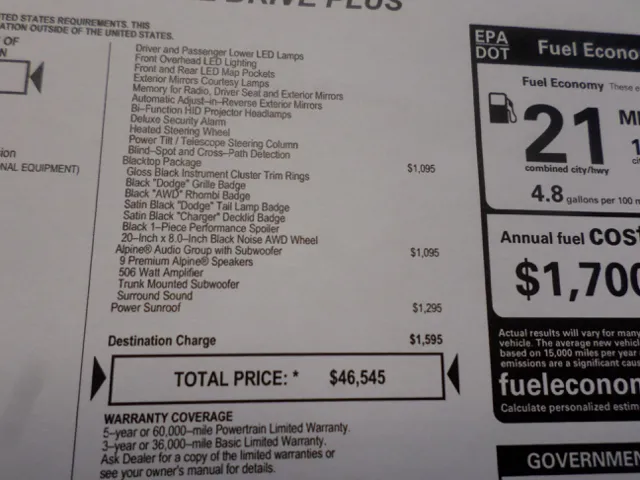 DRIVE PLUS
TED STATES REQUIREMENTS. THIS
ATION OUTSIDE OF THE UNITED STATES.
OF
N
sion
NAL EQUIPMENT)
Driver and Passenger Lower LED Lamps
Front Overhead LED Lighting
Front and Rear LED Map Pockets
Exterior Mirrors Courtesy Lamps
Memory for Radio, Driver Seat and Exterior Mirrors
Automatic Adjust–in–Reverse Exterior Mirrors
Bi–Function HID Projector Headlamps
Deluxe Security Alarm
Heated Steering Wheel
Power Tilt / Telescope Steering Column
Blind–Spot and Cross–Path Detection
Blacktop Package $1,095
Gloss Black Instrument Cluster Trim Rings
Black "Dodge" Grille Badge
Black "AWD" Rhombi Badge
Satin Black "Dodge" Tail Lamp Badge
Satin Black "Charger" Decklid Badge
Black 1–Piece Performance Spoiler
20–Inch x 8.0–Inch Black Noise AWD Wheel
Alpine® Audio Group with Subwoofer $1,095
9 Premium Alpine® Speakers
506 Watt Amplifier
Trunk Mounted Subwoofer
Surround Sound
Power Sunroof $1,295
Destination Charge $1,595
TOTAL PRICE: * $46,545
WARRANTY COVERAGE
5–year or 60,000–mile Powertrain Limited Warranty.
3–year or 36,000–mile Basic Limited Warranty.
Ask Dealer for a copy of the limited warranties or
see your owner's manual for details.
EPA
DOT
Fuel Econo
Fuel Economy These e
21
MP
combined city/hwy
4.8 gallons per 100 m
Annual fuel cost
$1,700
Actual results will vary for many
vehicle. The average new vehicl
based on 15,000 miles per year
emissions are a significant caus
fueleconom
Calculate personalized estim
GOVERNMEN